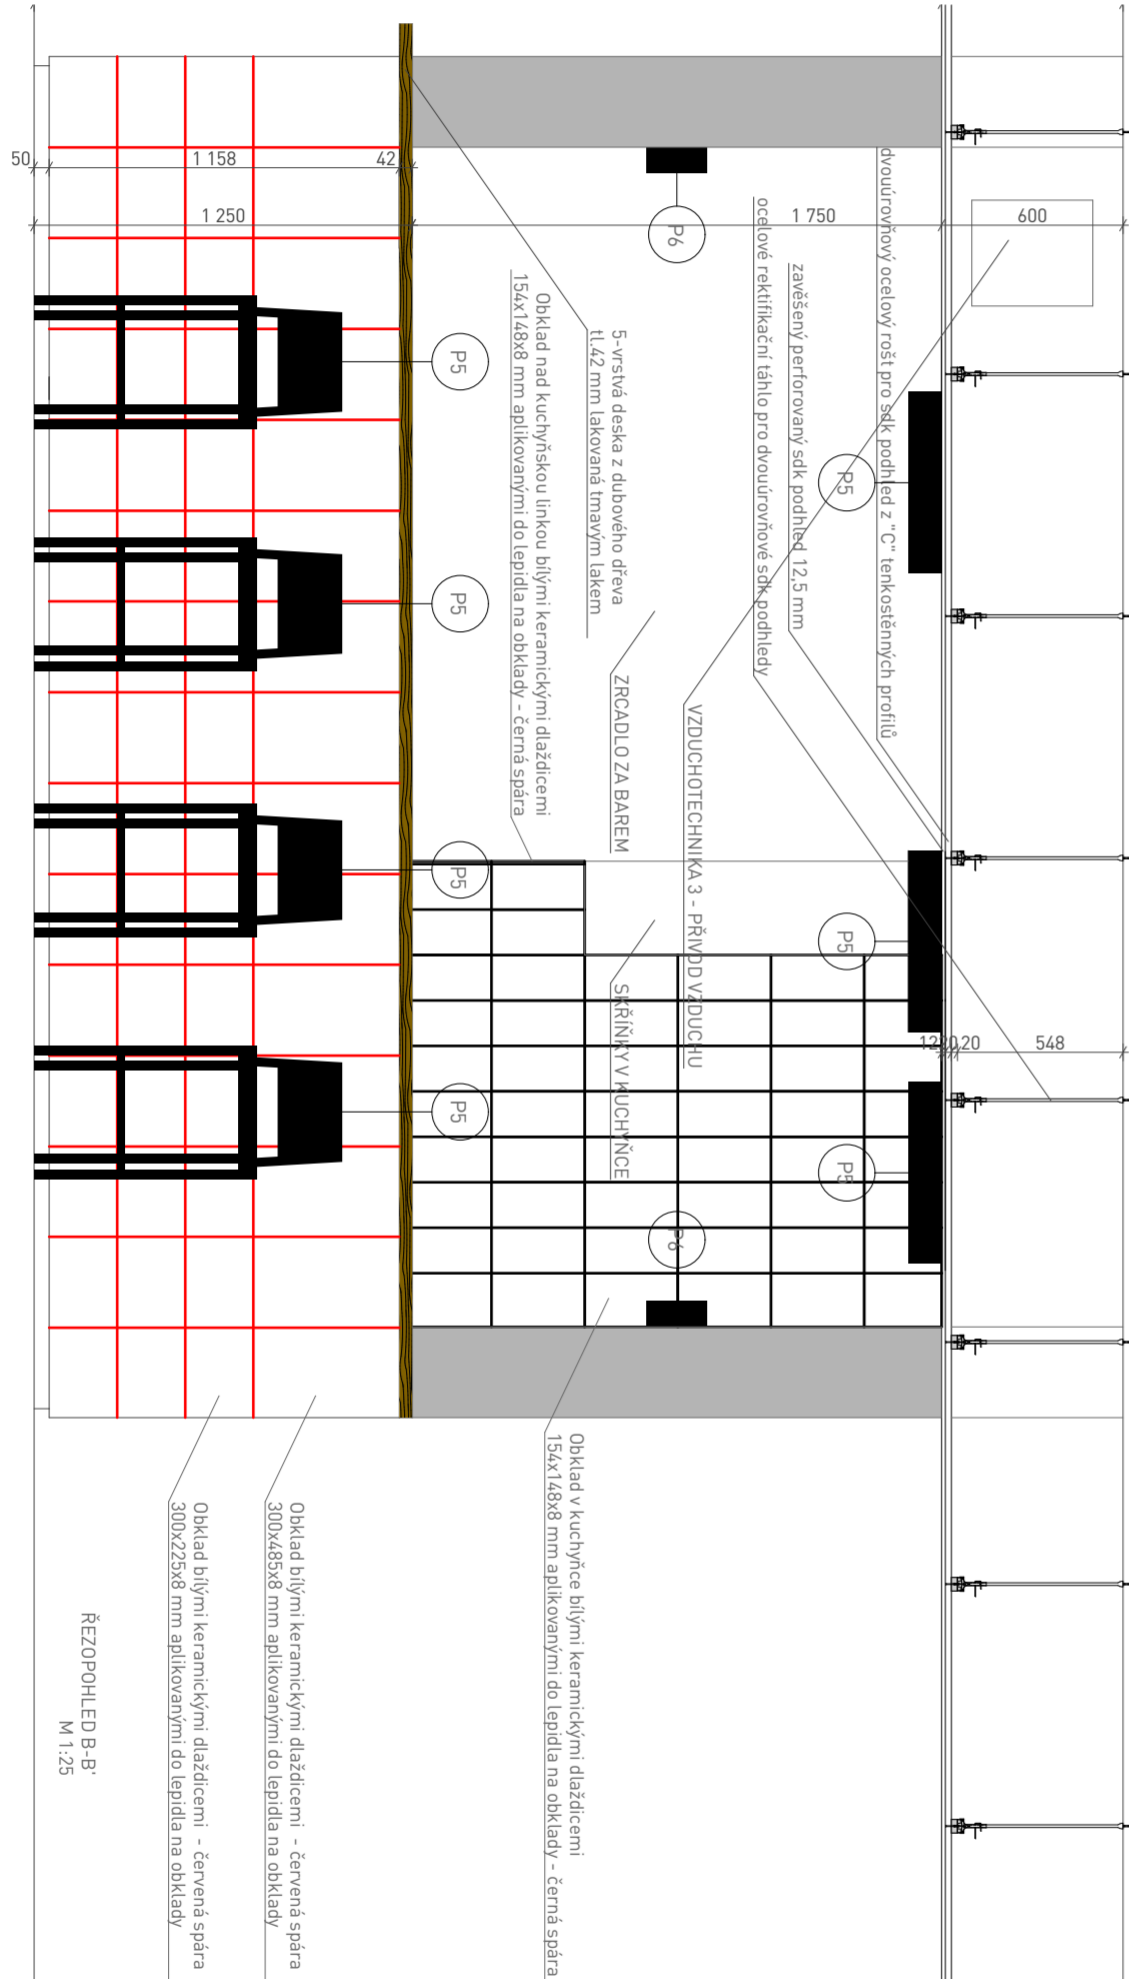 50
1 158
42
1 250
1 750
600
P6
dvouúrovňový ocelový rošt pro sdk podhled z "C" tenkostěnných profilů
zavěšený perforovaný sdk podhled 12,5 mm
ocelové rektifikační táhlo pro dvouúrovňové sdk podhledy
5-vrstvá deska z dubového dřeva
tl.42 mm lakovaná tmavým lakem
Obklad nad kuchyňskou linkou bílými keramickými dlaždicemi
154x148x8 mm aplikovanými do lepidla na obklady - černá spára
P5
P5
P5
ZRCADLO ZA BAREM
VZDUCHOTECHNIKA 3 - PŘIVOD VZDUCHU
P5
P5
SKŘÍŇKY V KUCHYŇCE
20
548
P5
P5
P6
Obklad v kuchyňce bílými keramickými dlaždicemi
154x148x8 mm aplikovanými do lepidla na obklady - černá spára
Obklad bílými keramickými dlaždicemi - červená spára
300x485x8 mm aplikovanými do lepidla na obklady
Obklad bílými keramickými dlaždicemi - červená spára
300x225x8 mm aplikovanými do lepidla na obklady
ŘEZOPOHLED B-B'
M 1:25